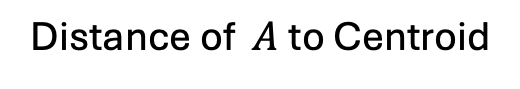 Distance of A to Centroid